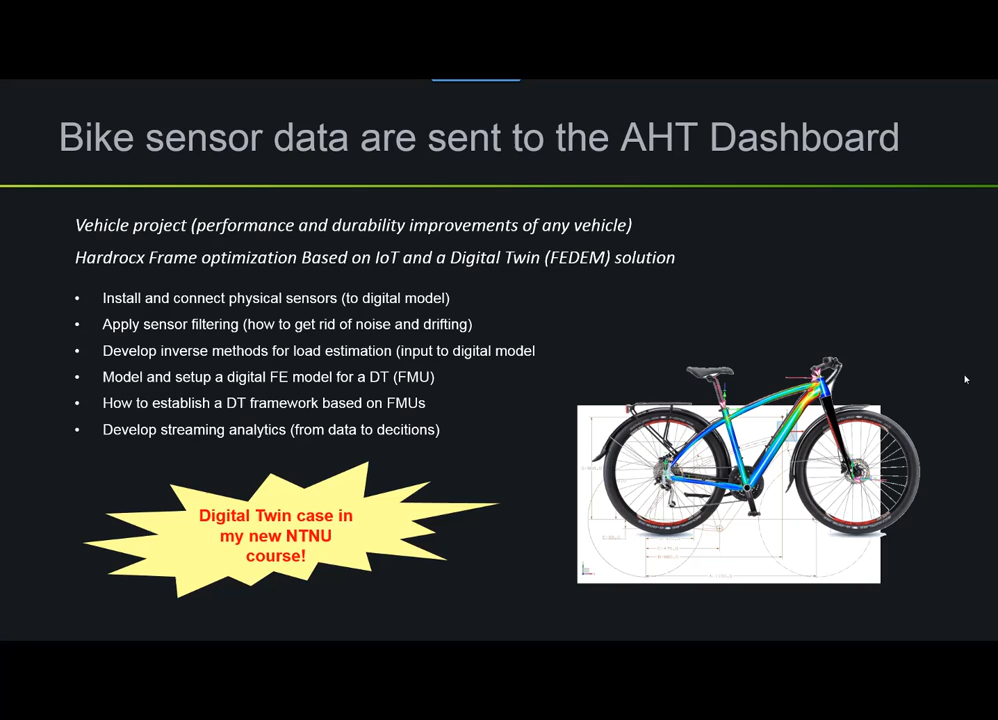 Bike sensor data are sent to the AHT Dashboard
Vehicle project (performance and durability improvements of any vehicle)
Hardrocx Frame optimization Based on IoT and a Digital Twin (FEDEM) solution
• Install and connect physical sensors (to digital model)
• Apply sensor filtering (how to get rid of noise and drifting)
• Develop inverse methods for load estimation (input to digital model
• Model and setup a digital FE model for a DT (FMU)
• How to establish a DT framework based on FMUs
• Develop streaming analytics (from data to decitions)
Digital Twin case in
my new NTNU
course!